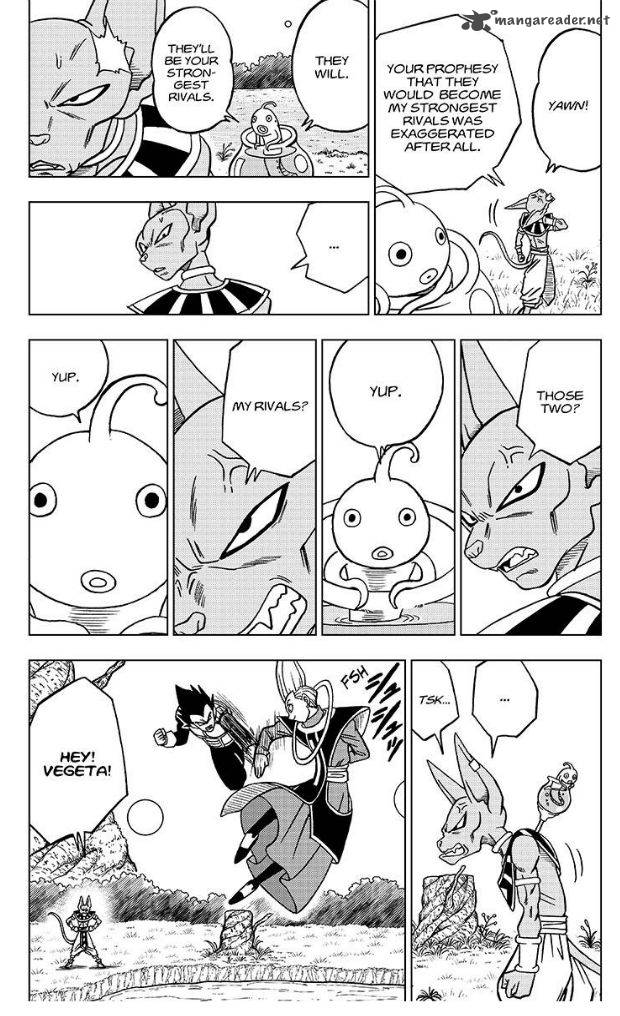 mangareader.net
YAWN!
YOUR PROPHESY
THAT THEY
WOULD BECOME
MY STRONGEST
RIVALS WAS
EXAGGERATED
AFTER ALL.
THEY
WILL.
THEY'LL
BE YOUR
STRON-
GEST
RIVALS.
...
THOSE
TWO?
YUP.
MY RIVALS?
YUP.
...
TSK...
FSH
HEY!
VEGETA!